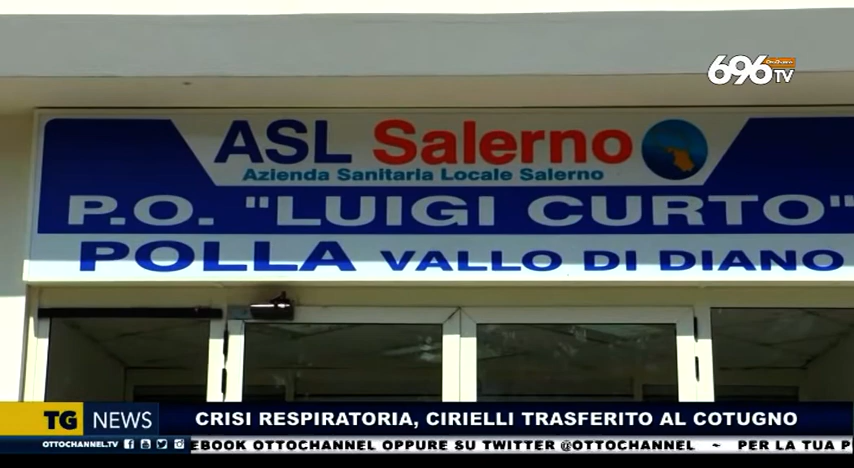 696 TV
ASL Salerno
Azienda Sanitaria Locale Salerno
P.O. "LUIGI CURTO"
POLLA VALLO DI DIANO
TG NEWS
CRISI RESPIRATORIA, CIRIELLI TRASFERITO AL COTUGNO
OTTOCHANNEL.TV
EBOOK OTTOCHANNEL OPPURE SU TWITTER @OTTOCHANNEL ~ PER LA TUA P